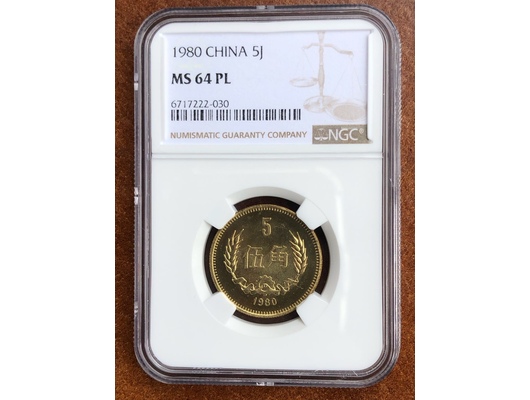 1980 CHINA 5J
MS 64 PL
6717222-030
NUMISMATIC GUARANTY COMPANY
NGC®
5
伍角
1980